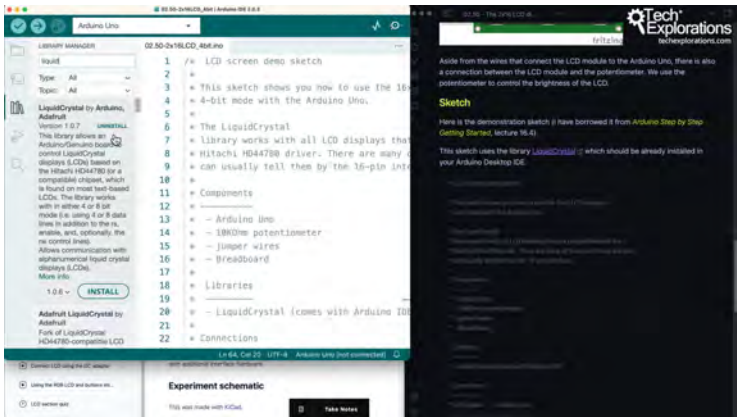 02.50-2x16LCD_4bit | Arduino IDE 2.0.3
Arduino Uno
LIBRARY MANAGER
liquid
Type: All
Topic: All
LiquidCrystal by Arduino,
Adafruit
Version 1.0.7 UNINSTALL
This library allows an
Arduino/Genuino board to
control LiquidCrystal
displays (LCDs) based on
the Hitachi HD44780 (or a
compatible) chipset, which
is found on most text-based
LCDs. The library works
with in either 4 or 8 bit
mode (i.e. using 4 or 8 data
lines in addition to the rs,
enable, and, optionally, the
rw control lines).
Allows communication with
alphanumerical liquid crystal
displays (LCDs).
More info
1.0.6 INSTALL
Adafruit LiquidCrystal by
Adafruit
Fork of LiquidCrystal
HD44780-compatible LCD
02.50-2x16LCD_4bit.ino
1 /* LCD screen demo sketch
2 *
3 * This sketch shows you how to use the 16x
4 * 4-bit mode with the Arduino Uno.
5 *
6 * The LiquidCrystal
7 * library works with all LCD displays that
8 * Hitachi HD44780 driver. There are many o
9 * can usually tell them by the 16-pin inte
10 *
11 * Components
12 * ----------
13 * - Arduino Uno
14 * - 10KOhm potentiometer
15 * - jumper wires
16 * - Breadboard
17 *
18 * Libraries
19 *
20 * - LiquidCrystal (comes with Arduino IDE
21 *
22 * Connections
Ln 64, Col 20 UTF-8 Arduino Uno [not connected]
Connect LCD using the I2C adapter
Using the RGB LCD and buttons
LCD version quiz
with additional interface hardware.
Experiment schematic
This was made with KiCad.
Take Notes
Tech
Explorations
techexplorations.com
fritzing
Aside from the wires that connect the LCD module to the Arduino Uno, there is also
a connection between the LCD module and the potentiometer. We use the
potentiometer to control the brightness of the LCD.
Sketch
Here is the demonstration sketch (I have borrowed it from Arduino Step by Step
Getting Started, lecture 16.4)
This sketch uses the library LiquidCrystal which should be already installed in
your Arduino Desktop IDE.